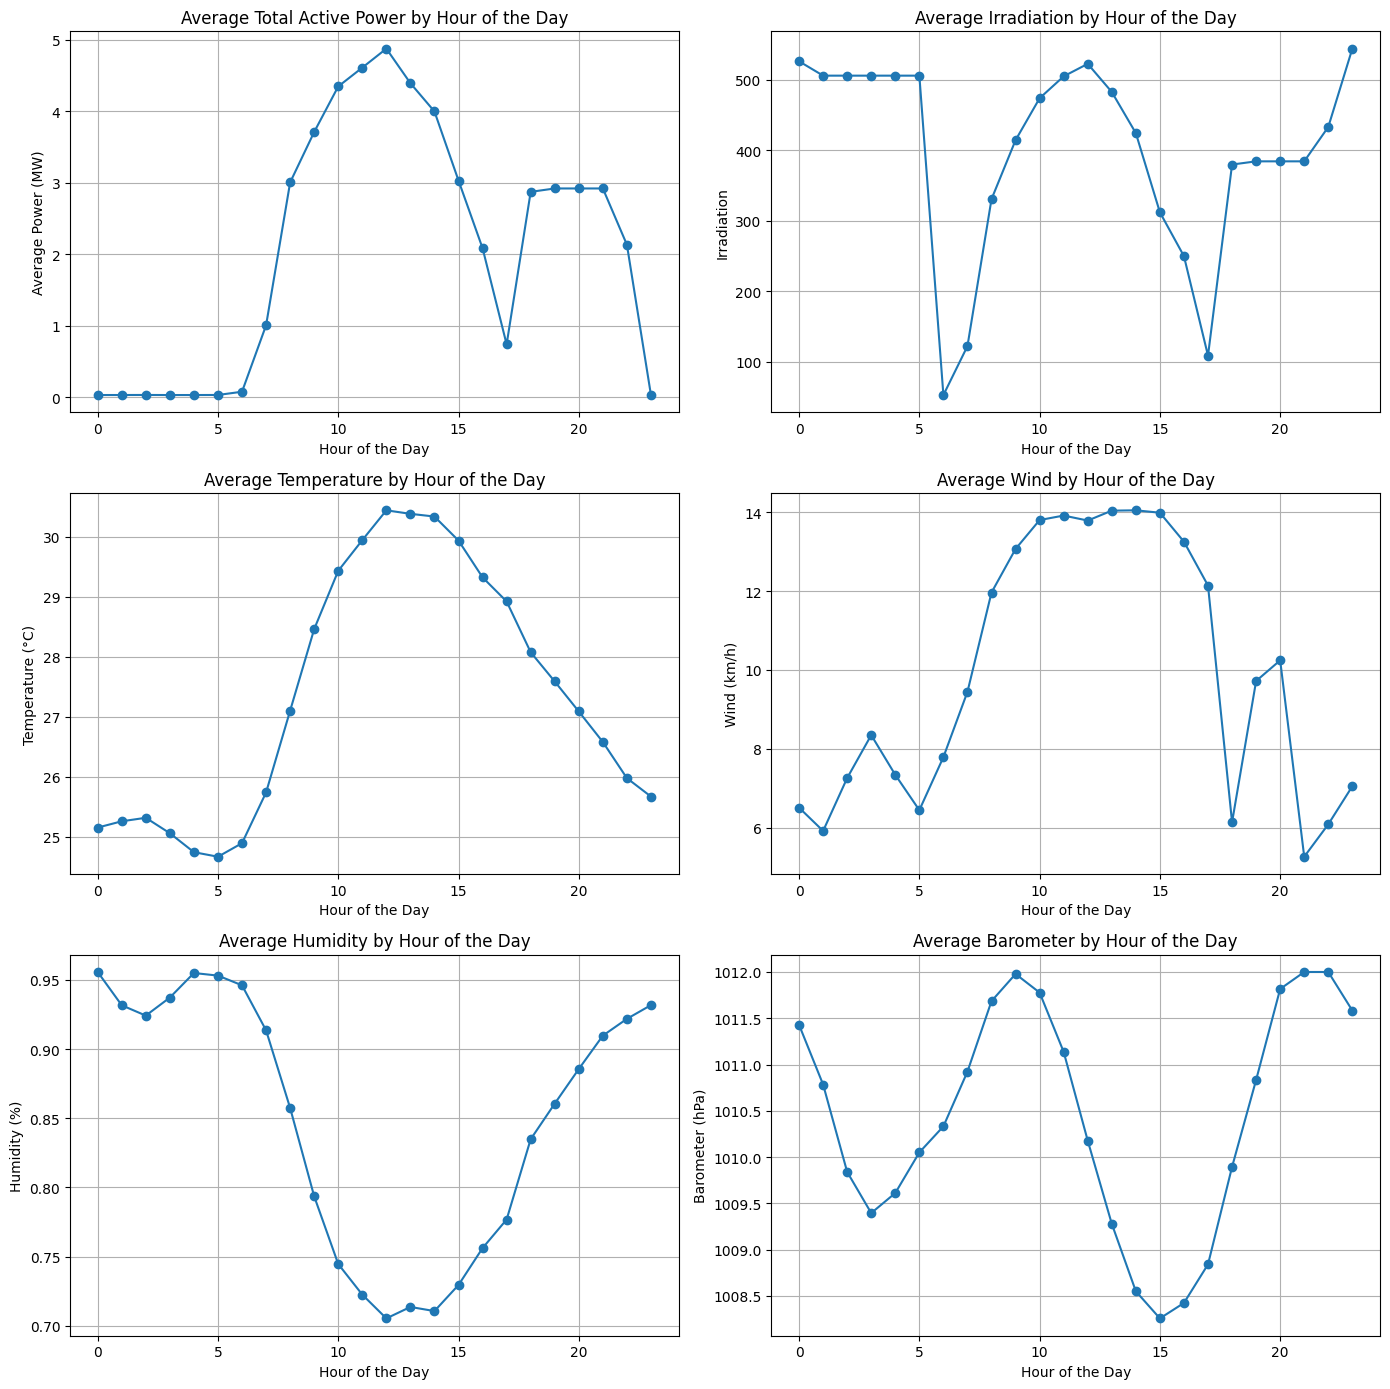 Average Total Active Power by Hour of the Day
5
4
3
2
1
0
Average Power (MW)
0 5 10 15 20
Hour of the Day
Average Irradiation by Hour of the Day
500
400
300
200
100
Irradiation
0 5 10 15 20
Hour of the Day
Average Temperature by Hour of the Day
30
29
28
27
26
25
Temperature (°C)
0 5 10 15 20
Hour of the Day
Average Wind by Hour of the Day
14
12
10
8
6
Wind (km/h)
0 5 10 15 20
Hour of the Day
Average Humidity by Hour of the Day
0.95
0.90
0.85
0.80
0.75
0.70
Humidity (%)
0 5 10 15 20
Hour of the Day
Average Barometer by Hour of the Day
1012.0
1011.5
1011.0
1010.5
1010.0
1009.5
1009.0
1008.5
Barometer (hPa)
0 5 10 15 20
Hour of the Day